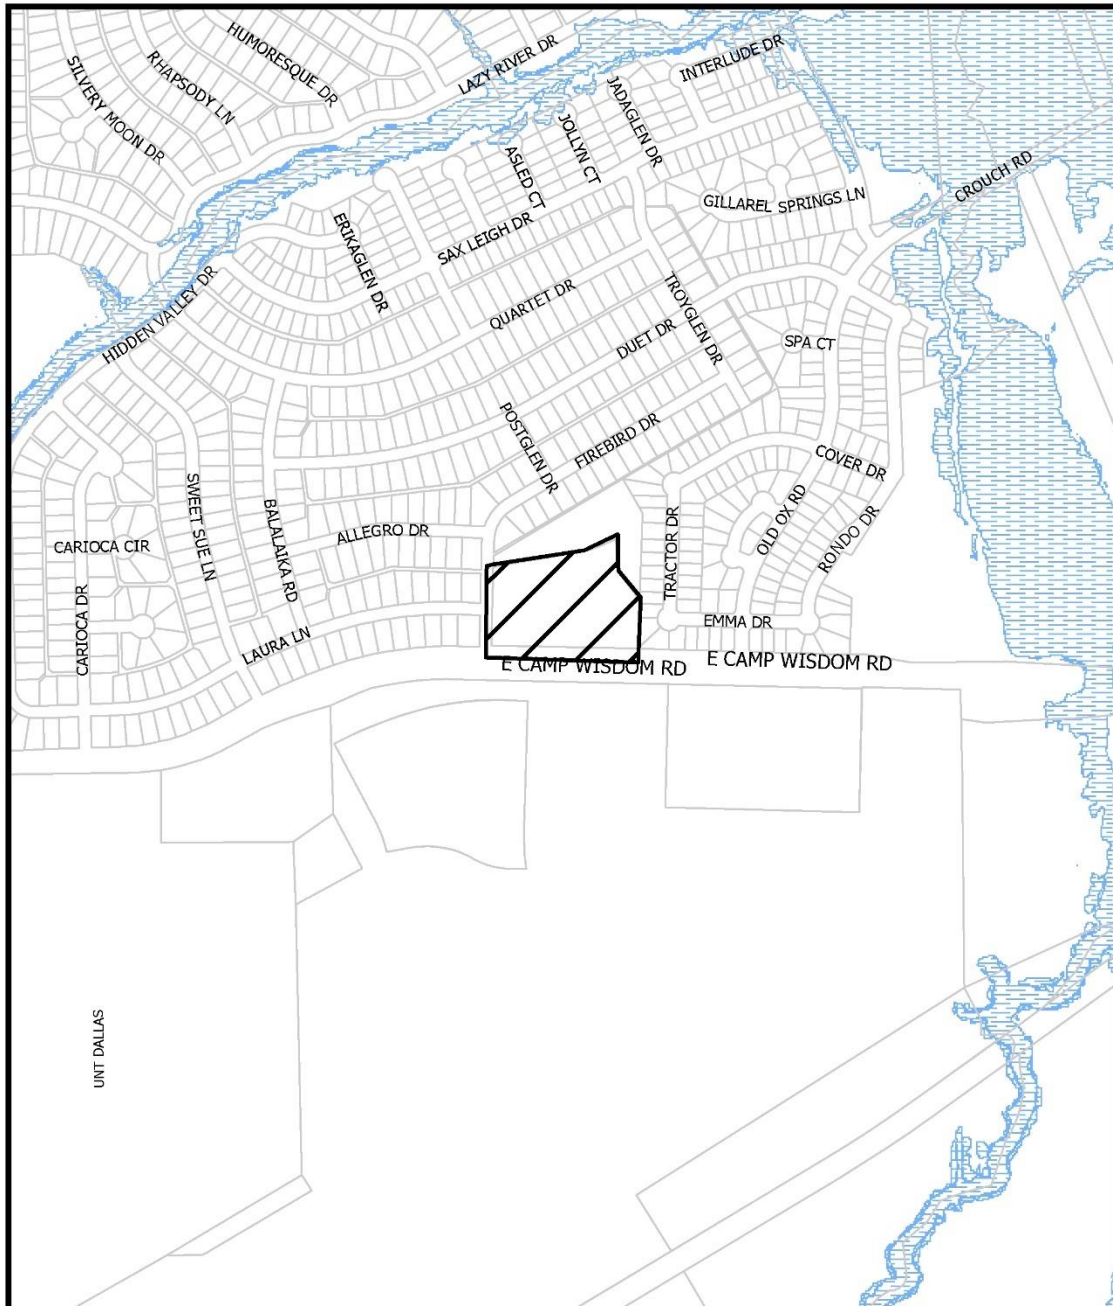 HUMORESQUE DR
LAZY RIVER DR
INTERLUDE DR
RHAPSODY LN
SILVERY MOON DR
JADAGLEN DR
JOLLYN CT
ASLED CT
CROUCH RD
GILLAREL SPRINGS LN
ERIKAGLEN DR
SAX LEIGH DR
HIDDEN VALLEY DR
QUARTET DR
TROYGLEN DR
DUET DR
SPA CT
POSTGLEN DR
FIREBIRD DR
COVER DR
SWEET SUE LN
BALALAIKA RD
ALLEGRO DR
CARIOCA CIR
TRACTOR DR
OLD OX RD
RONDO DR
CARIOCA DR
LAURA LN
EMMA DR
E CAMP WISDOM RD
E CAMP WISDOM RD
UNT DALLAS